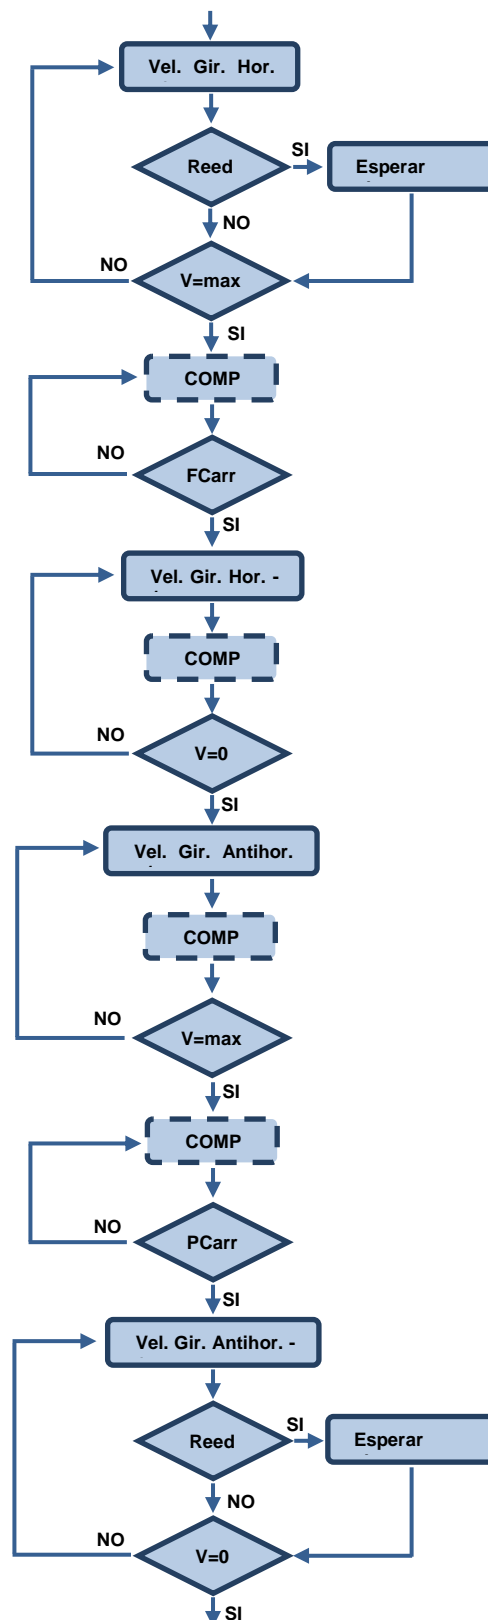 Vel. Gir. Hor.
SI
Reed
Esperar
NO
NO
V=max
SI
COMP
NO
FCarr
SI
Vel. Gir. Hor. -
COMP
NO
V=0
SI
Vel. Gir. Antihor.
COMP
NO
V=max
SI
COMP
NO
PCarr
SI
Vel. Gir. Antihor. -
SI
Reed
Esperar
NO
NO
V=0
SI